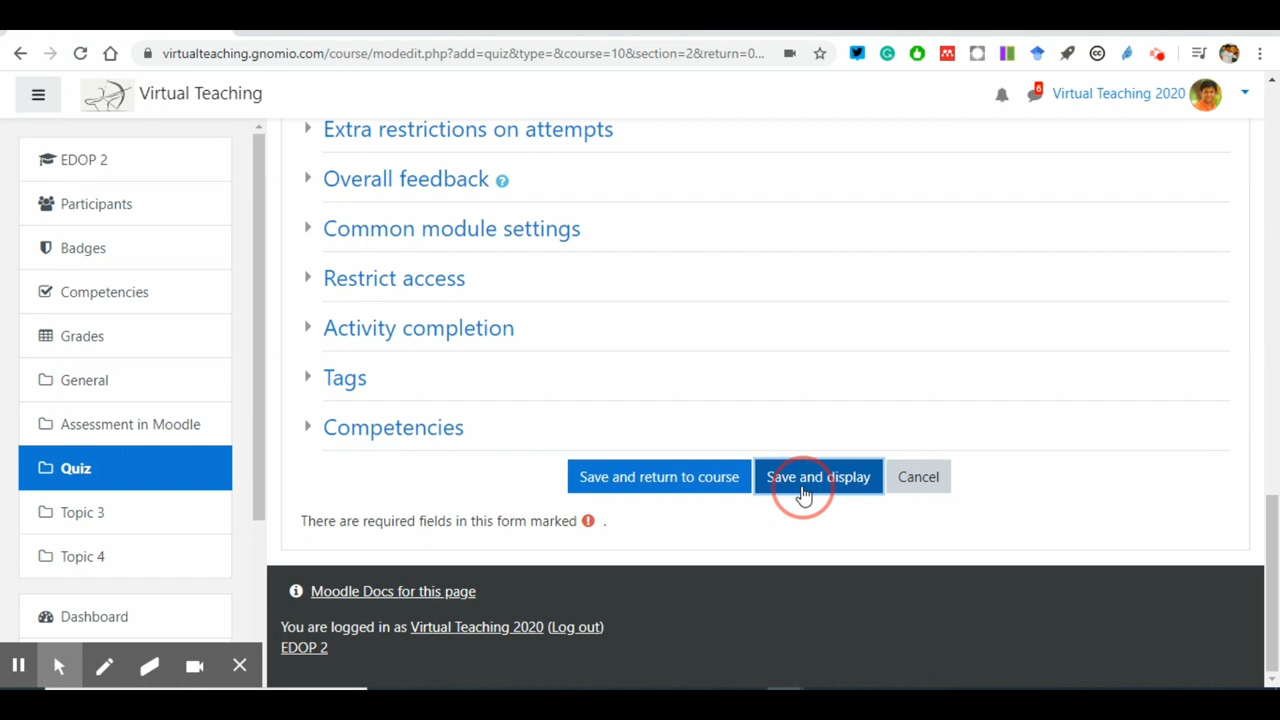 virtualteaching.gnomio.com/course/modedit.php?add=quiz&type=&course=10&section=2&return=0...
Virtual Teaching
6
Virtual Teaching 2020
EDOP 2
Participants
Badges
Competencies
Grades
General
Assessment in Moodle
Quiz
Topic 3
Topic 4
Dashboard
Extra restrictions on attempts
Overall feedback
Common module settings
Restrict access
Activity completion
Tags
Competencies
Save and return to course Save and display Cancel
There are required fields in this form marked .
Moodle Docs for this page
You are logged in as Virtual Teaching 2020 (Log out)
EDOP 2